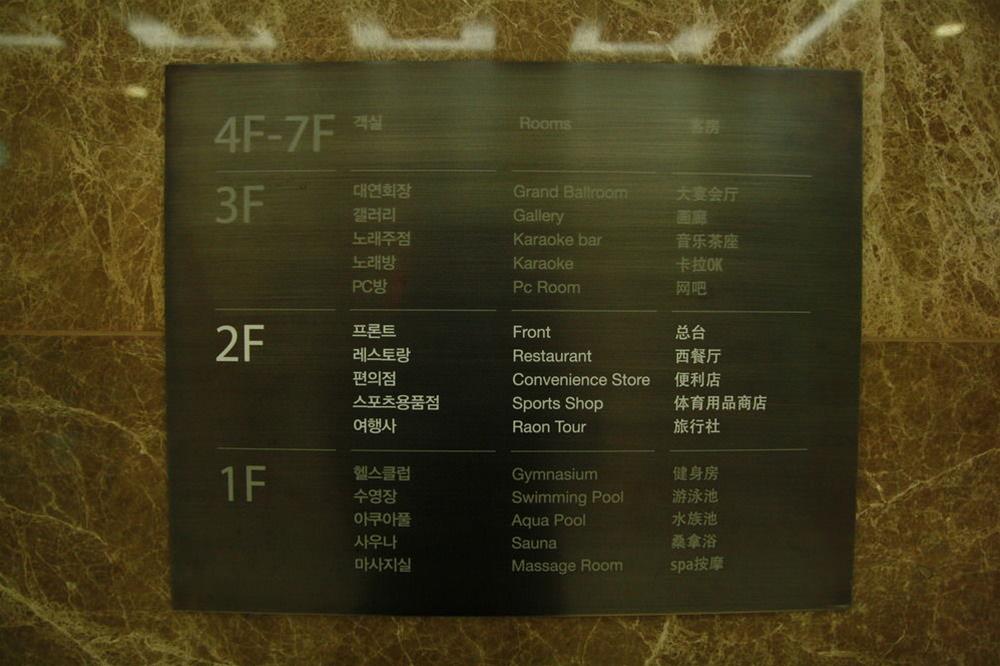 4F-7F 객실 Rooms 客房
3F 대연회장 Grand Ballroom 大宴会厅
갤러리 Gallery 画廊
노래주점 Karaoke bar 音乐茶座
노래방 Karaoke 卡拉OK
PC방 Pc Room 网吧
2F 프론트 Front 总台
레스토랑 Restaurant 西餐厅
편의점 Convenience Store 便利店
스포츠용품점 Sports Shop 体育用品商店
여행사 Raon Tour 旅行社
1F 헬스클럽 Gymnasium 健身房
수영장 Swimming Pool 游泳池
아쿠아풀 Aqua Pool 水族池
사우나 Sauna 桑拿浴
마사지실 Massage Room spa按摩